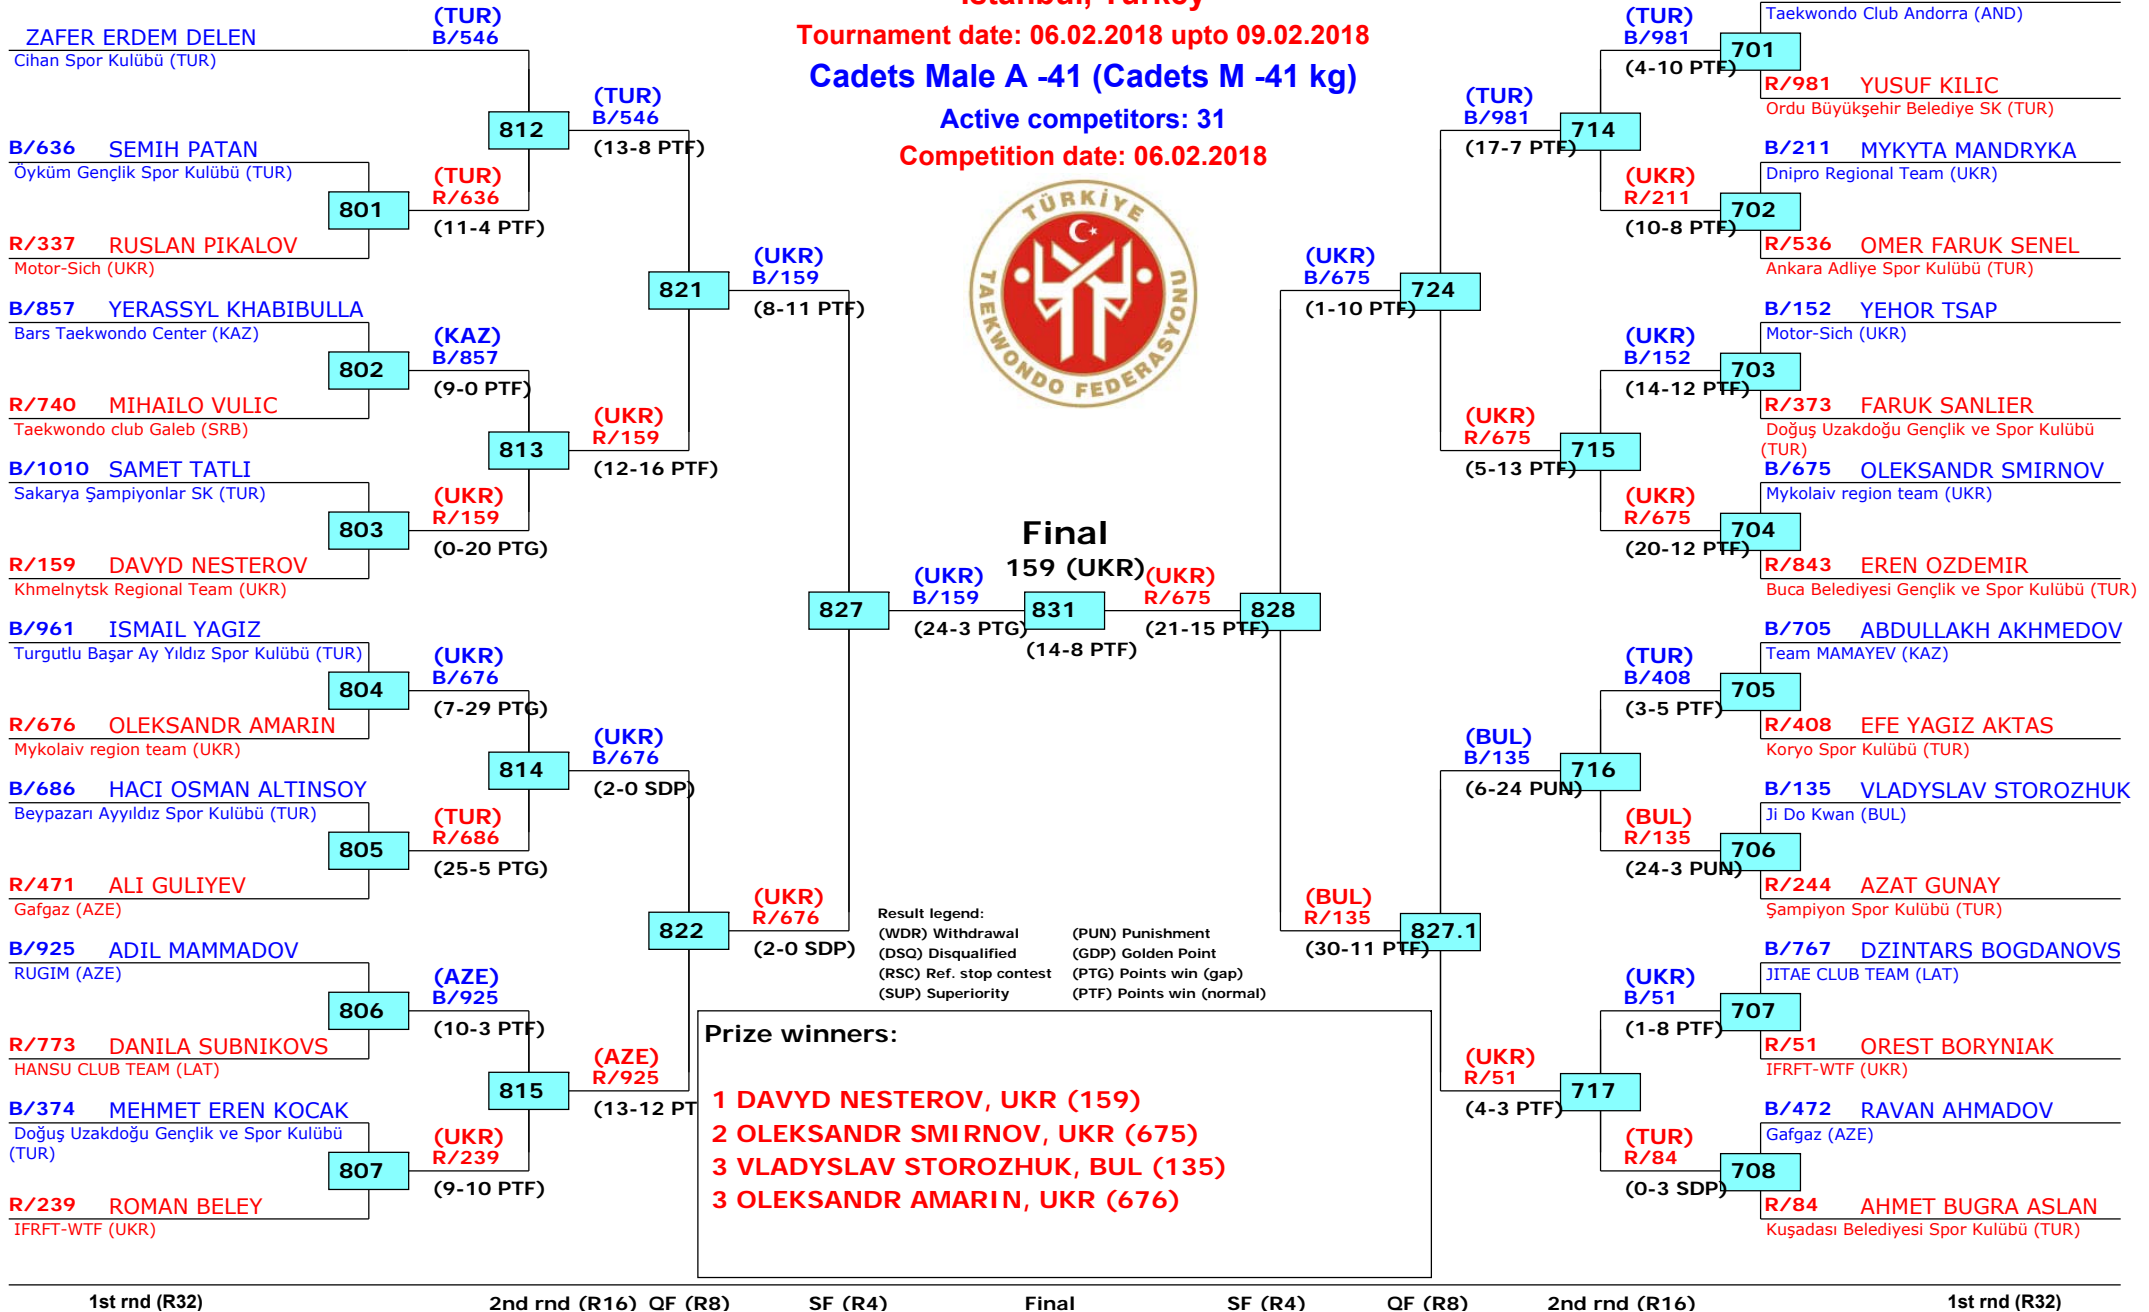 Istanbul, Turkey
Tournament date: 06.02.2018 upto 09.02.2018
Cadets Male A -41 (Cadets M -41 kg)
Active competitors: 31
Competition date: 06.02.2018
TÜRKİYE
TAEKWONDO FEDERASYONU
ZAFER ERDEM DELEN
Cihan Spor Kulübü (TUR)
B/636 SEMIH PATAN
Öyküm Gençlik Spor Kulübü (TUR)
801
R/337 RUSLAN PIKALOV
Motor-Sich (UKR)
B/857 YERASSYL KHABIBULLA
Bars Taekwondo Center (KAZ)
802
R/740 MIHAILO VULIC
Taekwondo club Galeb (SRB)
B/1010 SAMET TATLI
Sakarya Şampiyonlar SK (TUR)
803
R/159 DAVYD NESTEROV
Khmelnytsk Regional Team (UKR)
B/961 ISMAIL YAGIZ
Turgutlu Başar Ay Yıldız Spor Kulübü (TUR)
804
R/676 OLEKSANDR AMARIN
Mykolaiv region team (UKR)
B/686 HACI OSMAN ALTINSOY
Beypazarı Ayyıldız Spor Kulübü (TUR)
805
R/471 ALI GULIYEV
Gafgaz (AZE)
B/925 ADIL MAMMADOV
RUGIM (AZE)
806
R/773 DANILA SUBNIKOVS
HANSU CLUB TEAM (LAT)
B/374 MEHMET EREN KOCAK
Doğuş Uzakdoğu Gençlik ve Spor Kulübü
(TUR)
807
R/239 ROMAN BELEY
IFRFT-WTF (UKR)
(TUR)
B/546
812
(TUR)
R/636
(11-4 PTF)
(KAZ)
B/857
(9-0 PTF)
813
(UKR)
R/159
(0-20 PTG)
(UKR)
B/676
(7-29 PTG)
814
(TUR)
R/686
(25-5 PTG)
(AZE)
B/925
(10-3 PTF)
815
(UKR)
R/239
(9-10 PTF)
(TUR)
B/546
(13-8 PTF)
821
(UKR)
R/159
(12-16 PTF)
(UKR)
B/676
(2-0 SDP)
822
(AZE)
R/925
(13-12 PT
(UKR)
B/159
(8-11 PTF)
827
(UKR)
R/676
(2-0 SDP)
Final
159 (UKR)
(UKR)
B/159
(24-3 PTG)
831
(14-8 PTF)
(UKR)
R/675
(21-15 PTF)
828
(UKR)
B/675
(1-10 PTF)
724
(BUL)
R/135
(30-11 PTF)
827.1
(TUR)
B/981
(17-7 PTF)
714
(UKR)
R/675
(5-13 PTF)
715
(BUL)
B/135
(6-24 PUN)
716
(UKR)
R/51
(4-3 PTF)
717
(TUR)
B/981
(4-10 PTF)
(UKR)
R/211
(10-8 PTF)
(UKR)
B/152
(14-12 PTF)
(UKR)
R/675
(20-12 PTF)
(TUR)
B/408
(3-5 PTF)
(BUL)
R/135
(24-3 PUN)
(UKR)
B/51
(1-8 PTF)
(TUR)
R/84
(0-3 SDP)
Taekwondo Club Andorra (AND)
701
R/981 YUSUF KILIC
Ordu Büyükşehir Belediye SK (TUR)
B/211 MYKYTA MANDRYKA
Dnipro Regional Team (UKR)
702
R/536 OMER FARUK SENEL
Ankara Adliye Spor Kulübü (TUR)
B/152 YEHOR TSAP
Motor-Sich (UKR)
703
R/373 FARUK SANLIER
Doğuş Uzakdoğu Gençlik ve Spor Kulübü
(TUR)
B/675 OLEKSANDR SMIRNOV
Mykolaiv region team (UKR)
704
R/843 EREN OZDEMIR
Buca Belediyesi Gençlik ve Spor Kulübü (TUR)
B/705 ABDULLAKH AKHMEDOV
Team MAMAYEV (KAZ)
705
R/408 EFE YAGIZ AKTAS
Koryo Spor Kulübü (TUR)
B/135 VLADYSLAV STOROZHUK
Ji Do Kwan (BUL)
706
R/244 AZAT GUNAY
Şampiyon Spor Kulübü (TUR)
B/767 DZINTARS BOGDANOVS
JITAE CLUB TEAM (LAT)
707
R/51 OREST BORYNIAK
IFRFT-WTF (UKR)
B/472 RAVAN AHMADOV
Gafgaz (AZE)
708
R/84 AHMET BUGRA ASLAN
Kuşadası Belediyesi Spor Kulübü (TUR)
Result legend:
(WDR) Withdrawal (PUN) Punishment
(DSQ) Disqualified (GDP) Golden Point
(RSC) Ref. stop contest (PTG) Points win (gap)
(SUP) Superiority (PTF) Points win (normal)
Prize winners:
1 DAVYD NESTEROV, UKR (159)
2 OLEKSANDR SMIRNOV, UKR (675)
3 VLADYSLAV STOROZHUK, BUL (135)
3 OLEKSANDR AMARIN, UKR (676)
1st rnd (R32) 2nd rnd (R16) QF (R8) SF (R4) Final SF (R4) QF (R8) 2nd rnd (R16) 1st rnd (R32)